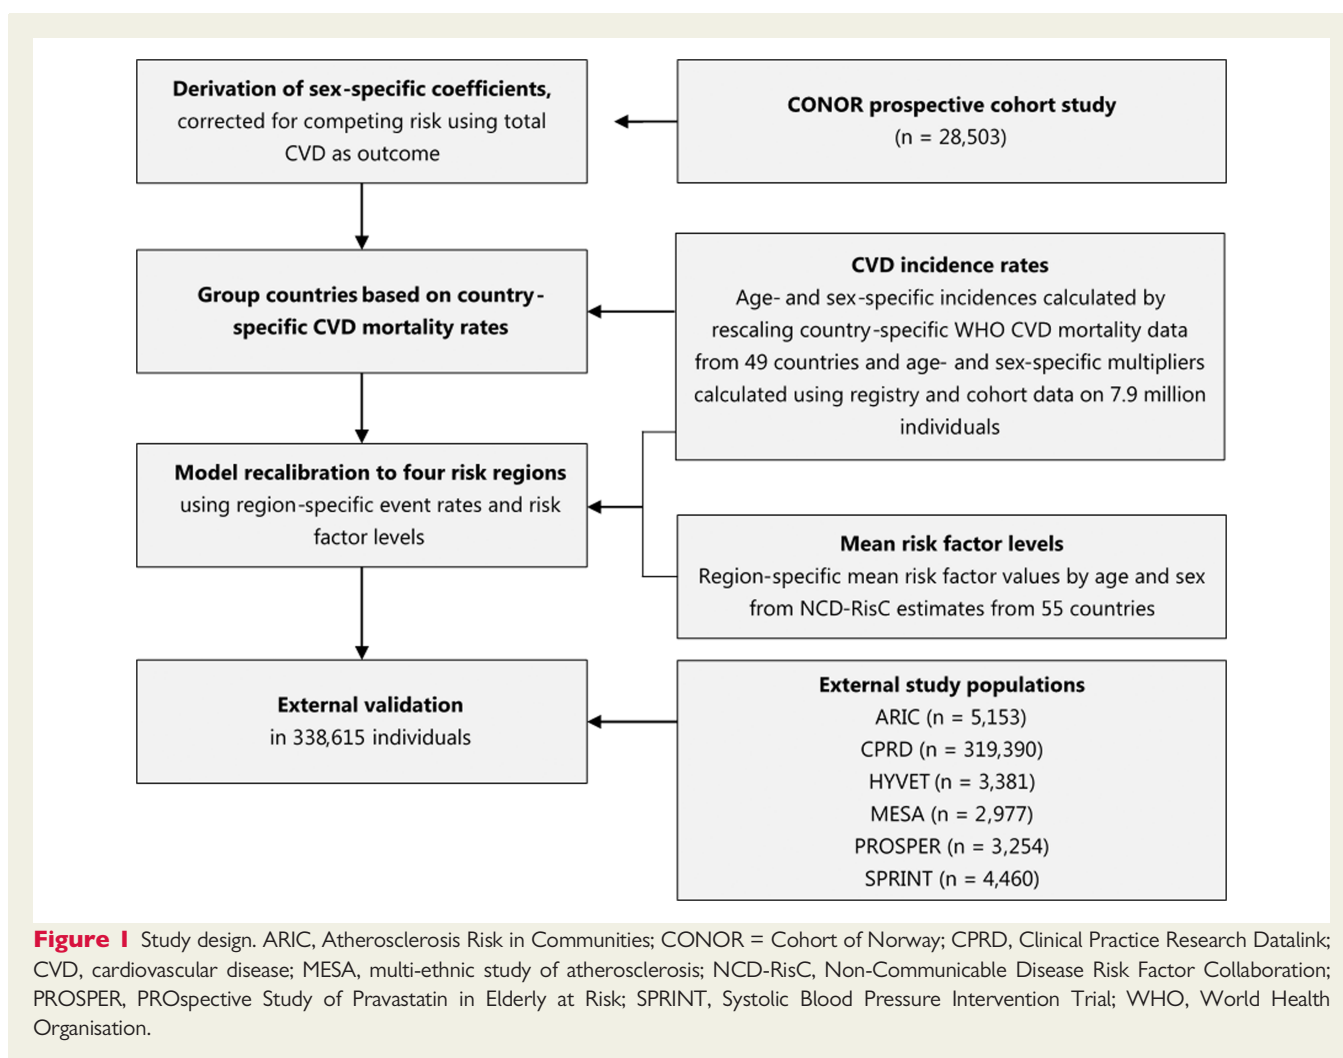 Derivation of sex-specific coefficients,
corrected for competing risk using total
CVD as outcome
CONOR prospective cohort study
(n = 28,503)
Group countries based on country-
specific CVD mortality rates
CVD incidence rates
Age- and sex-specific incidences calculated by
rescaling country-specific WHO CVD mortality data
from 49 countries and age- and sex-specific multipliers
calculated using registry and cohort data on 7.9 million
individuals
Model recalibration to four risk regions
using region-specific event rates and risk
factor levels
Mean risk factor levels
Region-specific mean risk factor values by age and sex
from NCD-RisC estimates from 55 countries
External validation
in 338,615 individuals
External study populations
ARIC (n = 5,153)
CPRD (n = 319,390)
HYVET (n = 3,381)
MESA (n = 2,977)
PROSPER (n = 3,254)
SPRINT (n = 4,460)
Figure 1 Study design. ARIC, Atherosclerosis Risk in Communities; CONOR = Cohort of Norway; CPRD, Clinical Practice Research Datalink;
CVD, cardiovascular disease; MESA, multi-ethnic study of atherosclerosis; NCD-RisC, Non-Communicable Disease Risk Factor Collaboration;
PROSPER, PROspective Study of Pravastatin in Elderly at Risk; SPRINT, Systolic Blood Pressure Intervention Trial; WHO, World Health
Organisation.